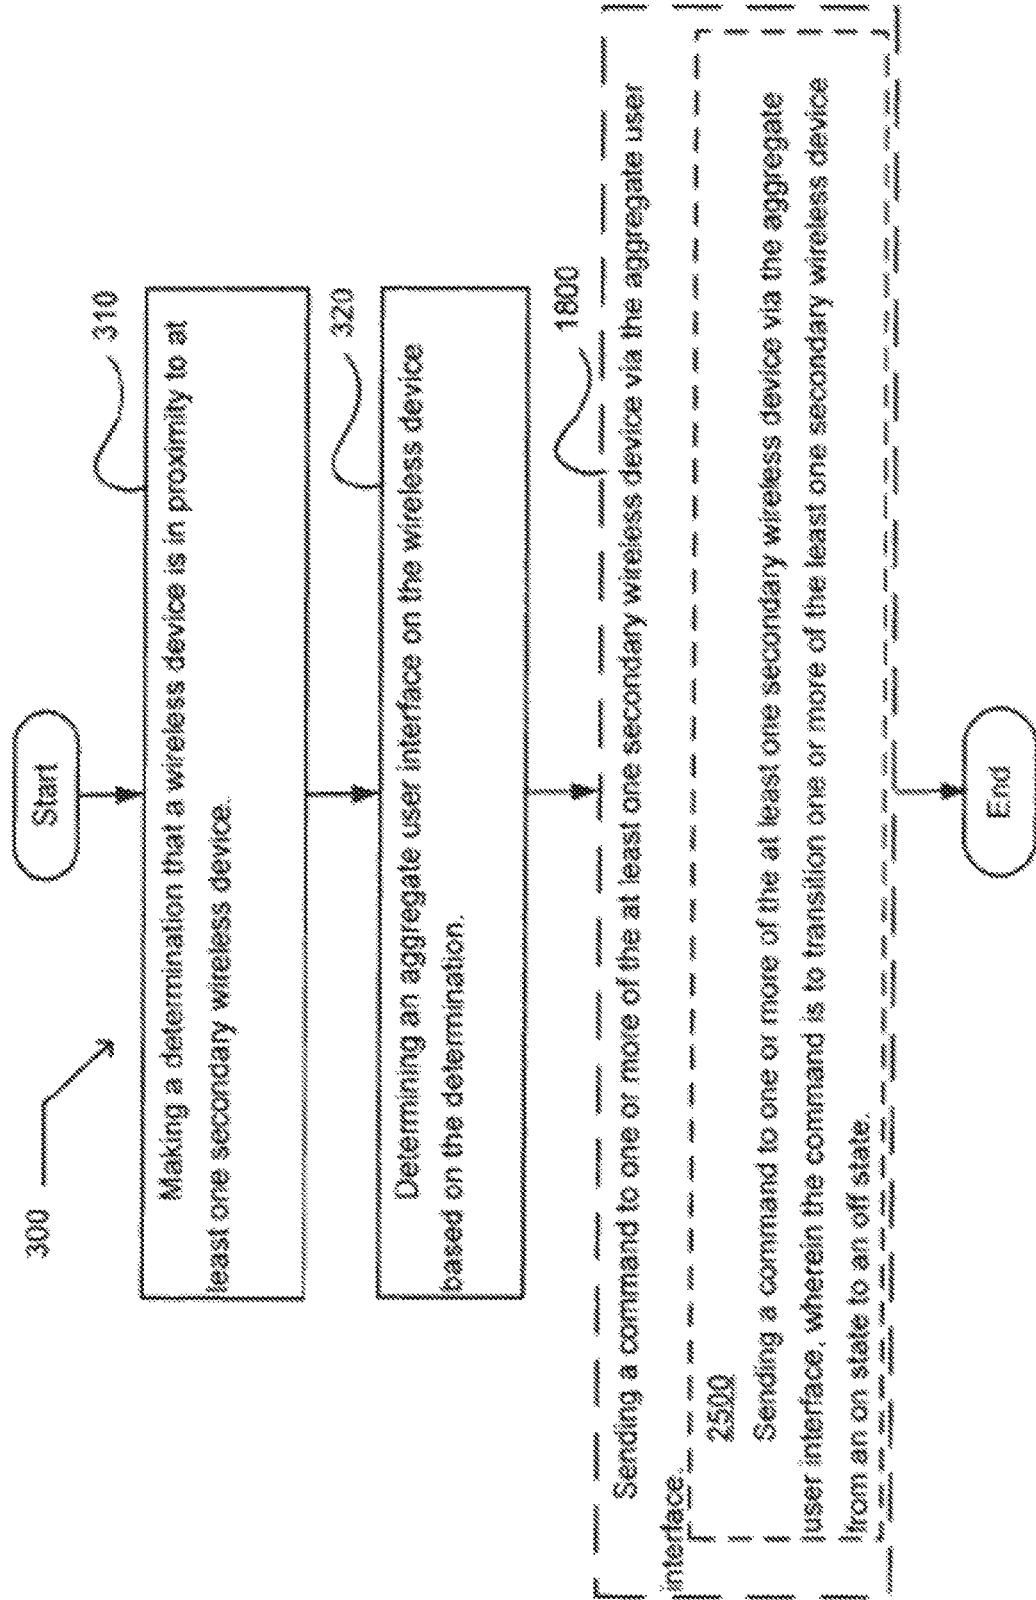 300
Start
310
Making a determination that a wireless device is in proximity to at
least one secondary wireless device.
320
Determining an aggregate user interface on the wireless device
based on the determination.
1800
Sending a command to one or more of the at least one secondary wireless device via the aggregate user
interface.
2500
Sending a command to one or more of the at least one secondary wireless device via the aggregate
user interface, wherein the command is to transition one or more of the least one secondary wireless device
from an on state to an off state.
End